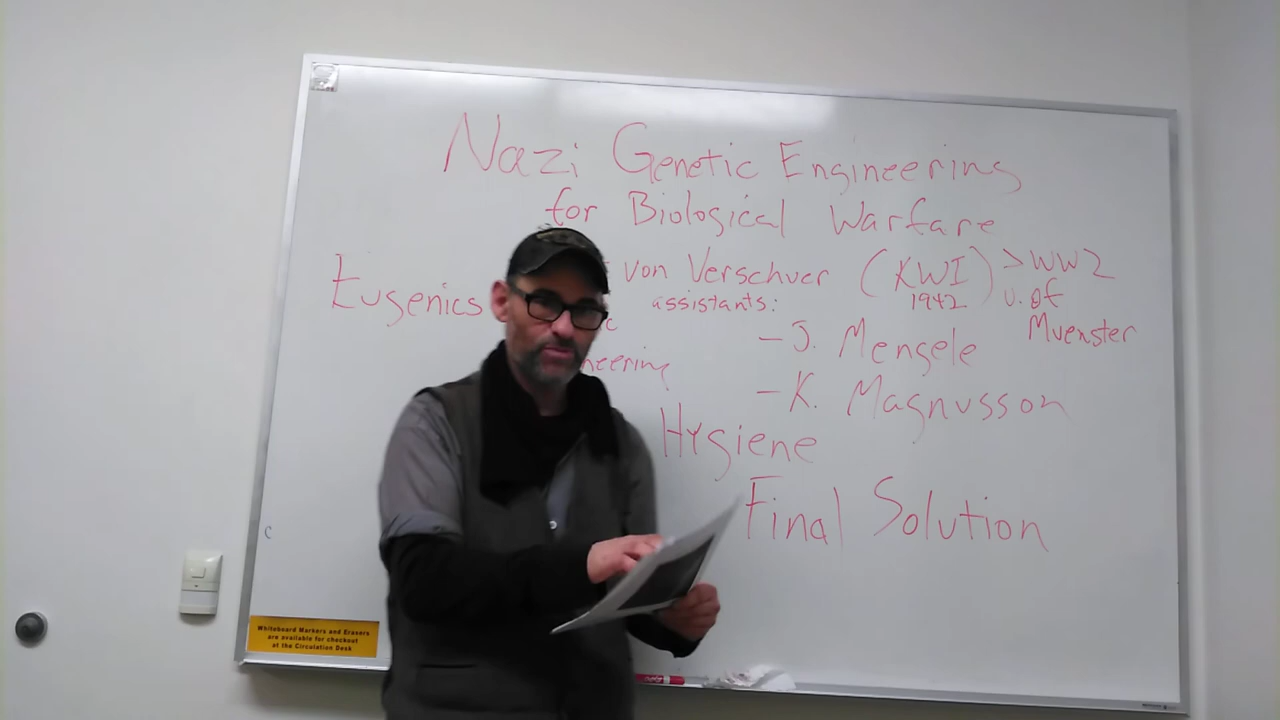 Nazi Genetic Engineering
for Biological Warfare
Eugenics von Verschuer (KWI) > WW2
assistants: 1942 U. of
Muenster
- J. Mengele
neering
- K. Magnusson
Hygiene
Final Solution
Whiteboard Markers and Erasers
are available for checkout
at the Circulation Desk